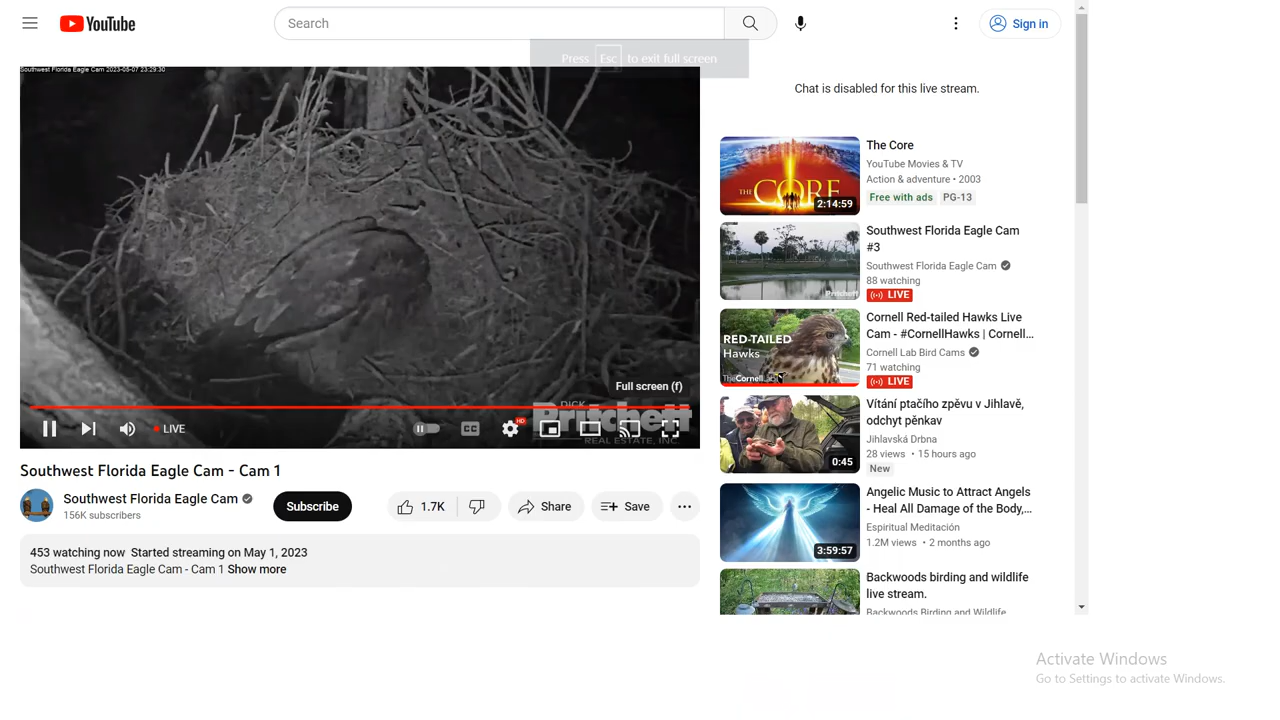 YouTube
Search
Sign in
Press Esc to exit full screen
Southwest Florida Eagle Cam 2023-05-07 23:29:30
Full screen (f)
LIVE
CC
HD
DICK
Pritchett
REAL ESTATE, INC.
Southwest Florida Eagle Cam - Cam 1
Southwest Florida Eagle Cam
156K subscribers
Subscribe
1.7K
Share
Save
453 watching now Started streaming on May 1, 2023
Southwest Florida Eagle Cam - Cam 1 Show more
Chat is disabled for this live stream.
THE CORE
2:14:59
The Core
YouTube Movies & TV
Action & adventure • 2003
Free with ads PG-13
Pritchett
Southwest Florida Eagle Cam
#3
Southwest Florida Eagle Cam
88 watching
LIVE
RED-TAILED
Hawks
Cornell Red-tailed Hawks Live
Cam - #CornellHawks | Cornell...
Cornell Lab Bird Cams
71 watching
LIVE
0:45
Vítání ptačího zpěvu v Jihlavě,
odchyt pěnkav
Jihlavská Drbna
28 views • 15 hours ago
New
3:59:57
Angelic Music to Attract Angels
- Heal All Damage of the Body,...
Espiritual Meditación
1.2M views • 2 months ago
Backwoods birding and wildlife
live stream.
Backwoods Birding and Wildlife
Activate Windows
Go to Settings to activate Windows.